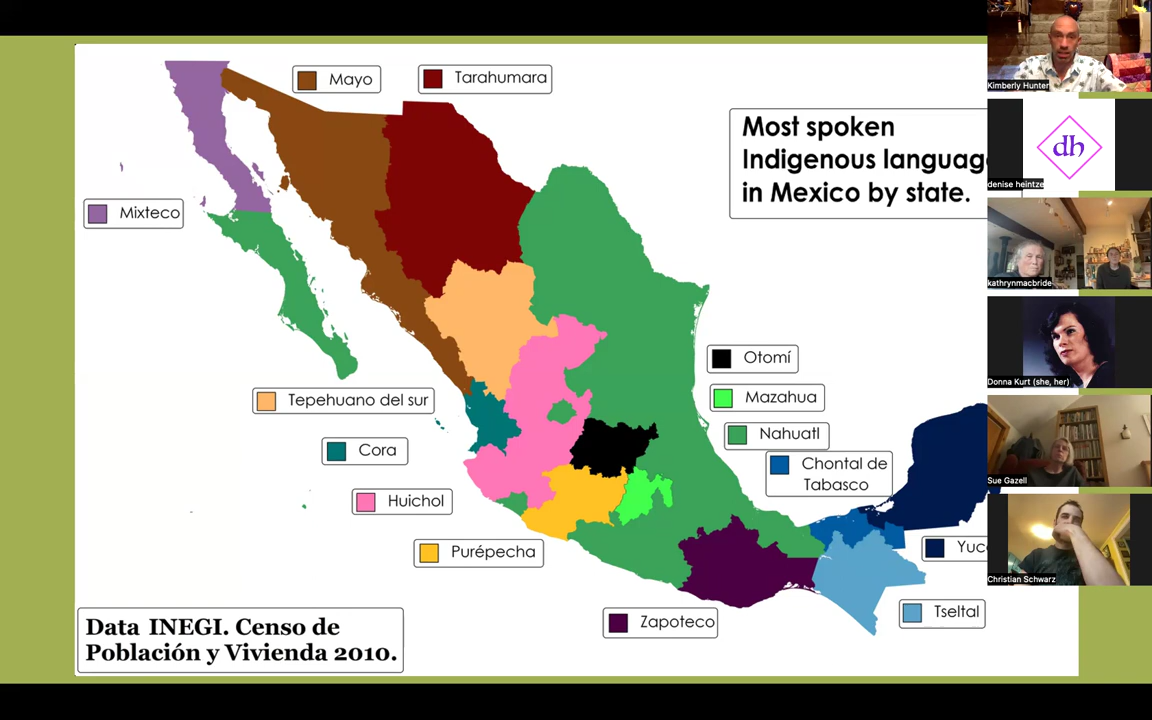 Mayo
Tarahumara
Most spoken
Indigenous languag
in Mexico by state.
Mixteco
Otomí
Mazahua
Nahuatl
Tepehuano del sur
Cora
Chontal de
Tabasco
Huichol
Purépecha
Yuc
Zapoteco
Tseltal
Data INEGI. Censo de
Población y Vivienda 2010.
Kimberly Hunter
dh
denise heintze
kathrynmacbride
Donna Kurt (she, her)
Sue Gazell
Christian Schwarz